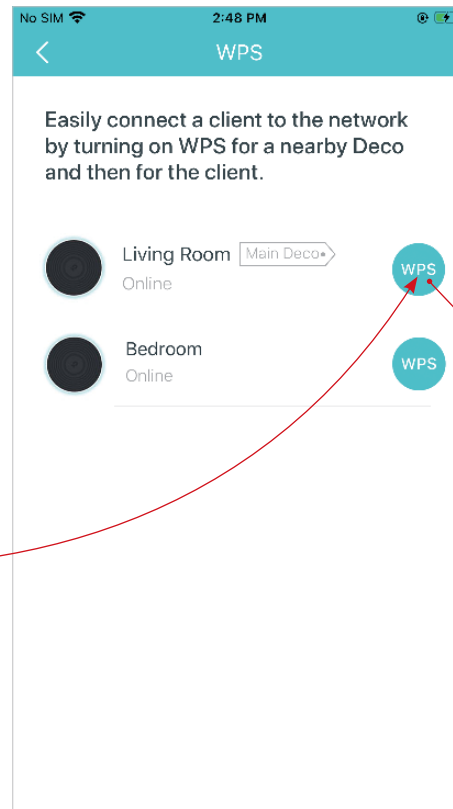 No SIM 2:48 PM
WPS
Easily connect a client to the network
by turning on WPS for a nearby Deco
and then for the client.
Living Room Main Deco
Online
WPS
Bedroom
Online
WPS